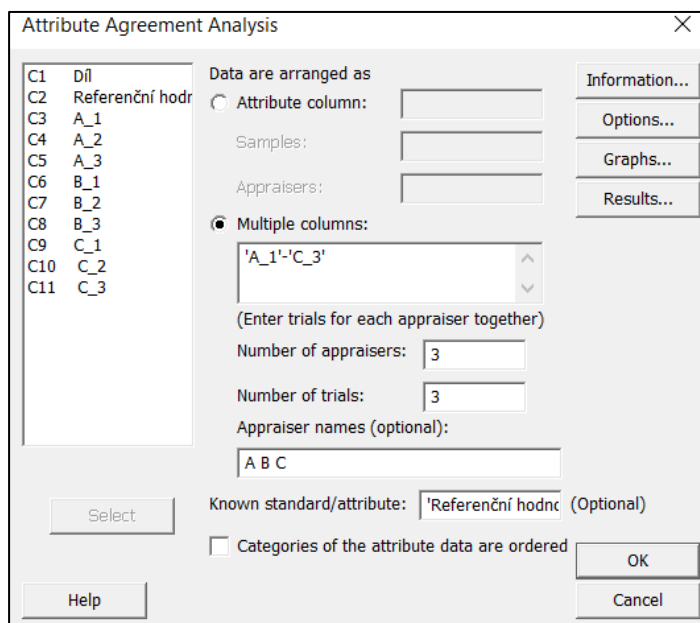 Attribute Agreement Analysis
C1 Díl
C2 Referenční hodr
C3 A_1
C4 A_2
C5 A_3
C6 B_1
C7 B_2
C8 B_3
C9 C_1
C10 C_2
C11 C_3
Select
Help
Data are arranged as
Attribute column:
Samples:
Appraisers:
Multiple columns:
'A_1'-'C_3'
(Enter trials for each appraiser together)
Number of appraisers: 3
Number of trials: 3
Appraiser names (optional):
A B C
Known standard/attribute: 'Referenční hodnc (Optional)
Categories of the attribute data are ordered
Information...
Options...
Graphs...
Results...
OK
Cancel